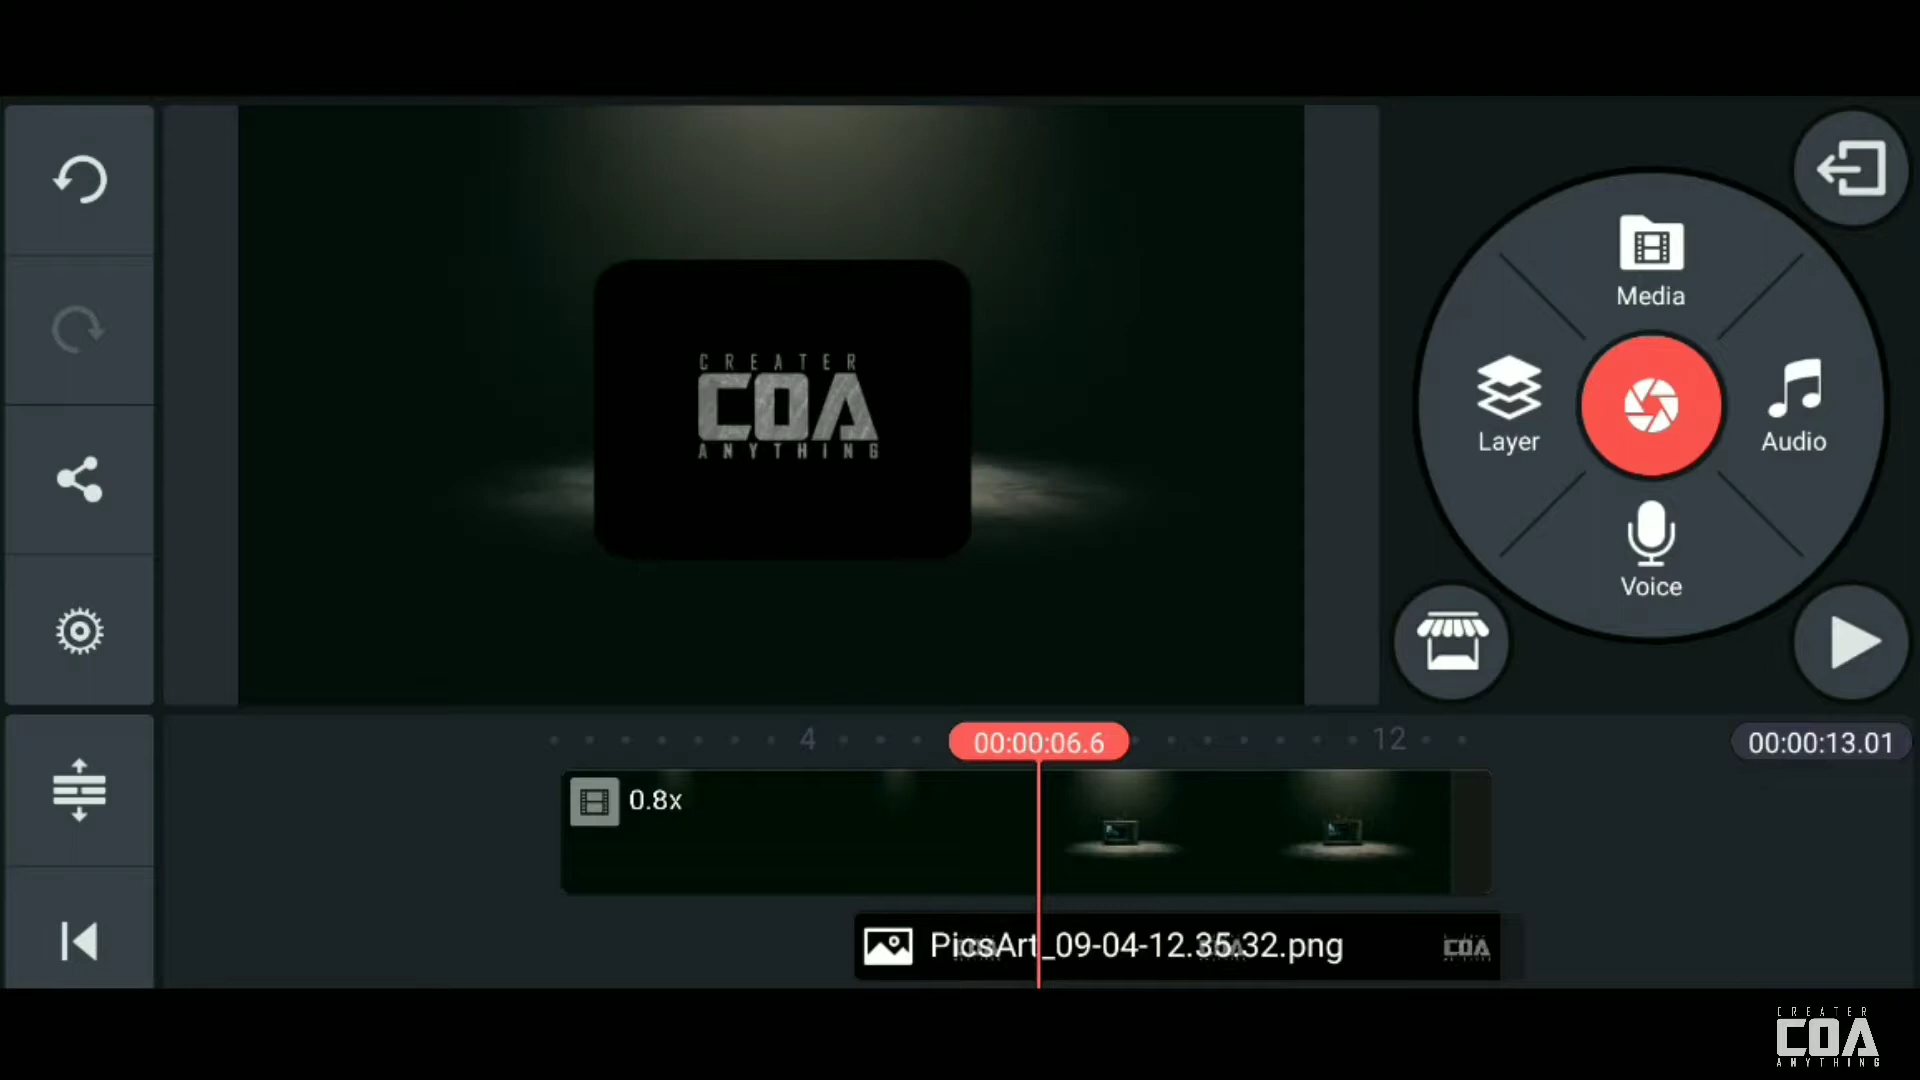 CREATER
COA
ANYTHING
Media
Layer
Audio
Voice
4
00:00:06.6
12
00:00:13.01
0.8x
PicsArt_09-04-12.35.32.png
COA
CREATER
COA
ANYTHING